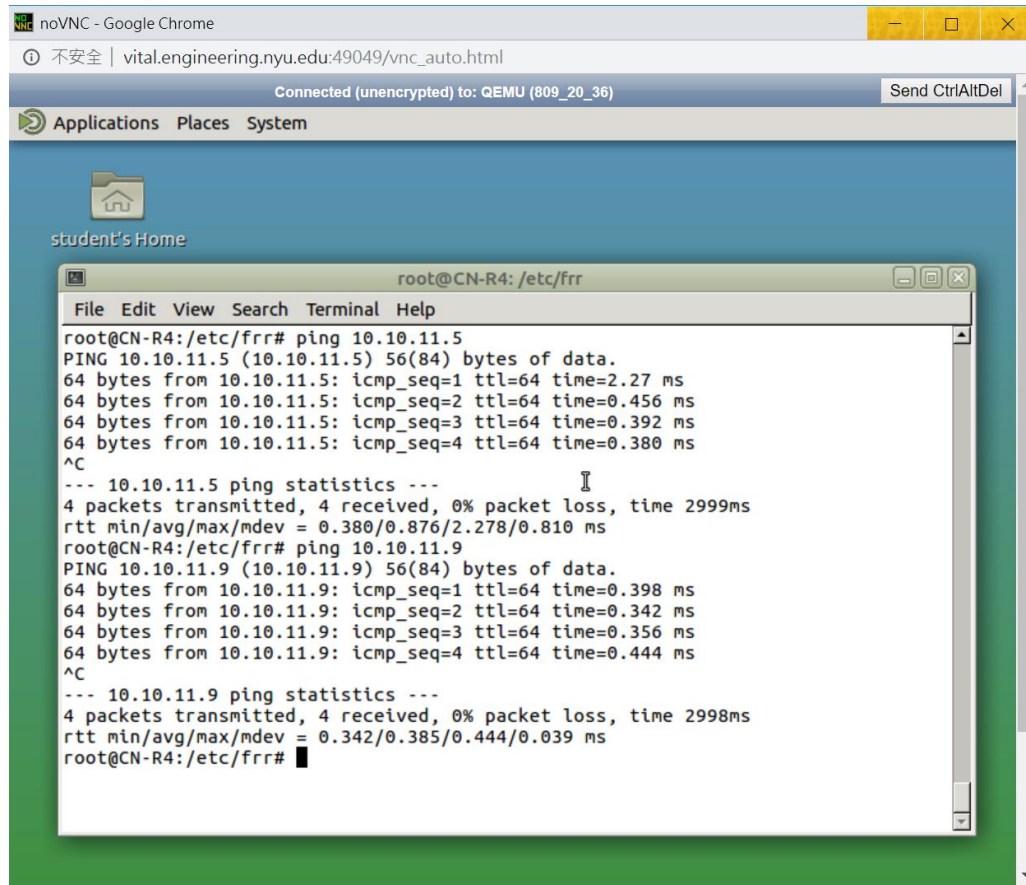 noVNC - Google Chrome
不安全 | vital.engineering.nyu.edu:49049/vnc_auto.html
Connected (unencrypted) to: QEMU (809_20_36)
Send CtrlAltDel
Applications Places System
student's Home
root@CN-R4: /etc/frr
File Edit View Search Terminal Help
root@CN-R4:/etc/frr# ping 10.10.11.5
PING 10.10.11.5 (10.10.11.5) 56(84) bytes of data.
64 bytes from 10.10.11.5: icmp_seq=1 ttl=64 time=2.27 ms
64 bytes from 10.10.11.5: icmp_seq=2 ttl=64 time=0.456 ms
64 bytes from 10.10.11.5: icmp_seq=3 ttl=64 time=0.392 ms
64 bytes from 10.10.11.5: icmp_seq=4 ttl=64 time=0.380 ms
^C
--- 10.10.11.5 ping statistics ---
4 packets transmitted, 4 received, 0% packet loss, time 2999ms
rtt min/avg/max/mdev = 0.380/0.876/2.278/0.810 ms
root@CN-R4:/etc/frr# ping 10.10.11.9
PING 10.10.11.9 (10.10.11.9) 56(84) bytes of data.
64 bytes from 10.10.11.9: icmp_seq=1 ttl=64 time=0.398 ms
64 bytes from 10.10.11.9: icmp_seq=2 ttl=64 time=0.342 ms
64 bytes from 10.10.11.9: icmp_seq=3 ttl=64 time=0.356 ms
64 bytes from 10.10.11.9: icmp_seq=4 ttl=64 time=0.444 ms
^C
--- 10.10.11.9 ping statistics ---
4 packets transmitted, 4 received, 0% packet loss, time 2998ms
rtt min/avg/max/mdev = 0.342/0.385/0.444/0.039 ms
root@CN-R4:/etc/frr#